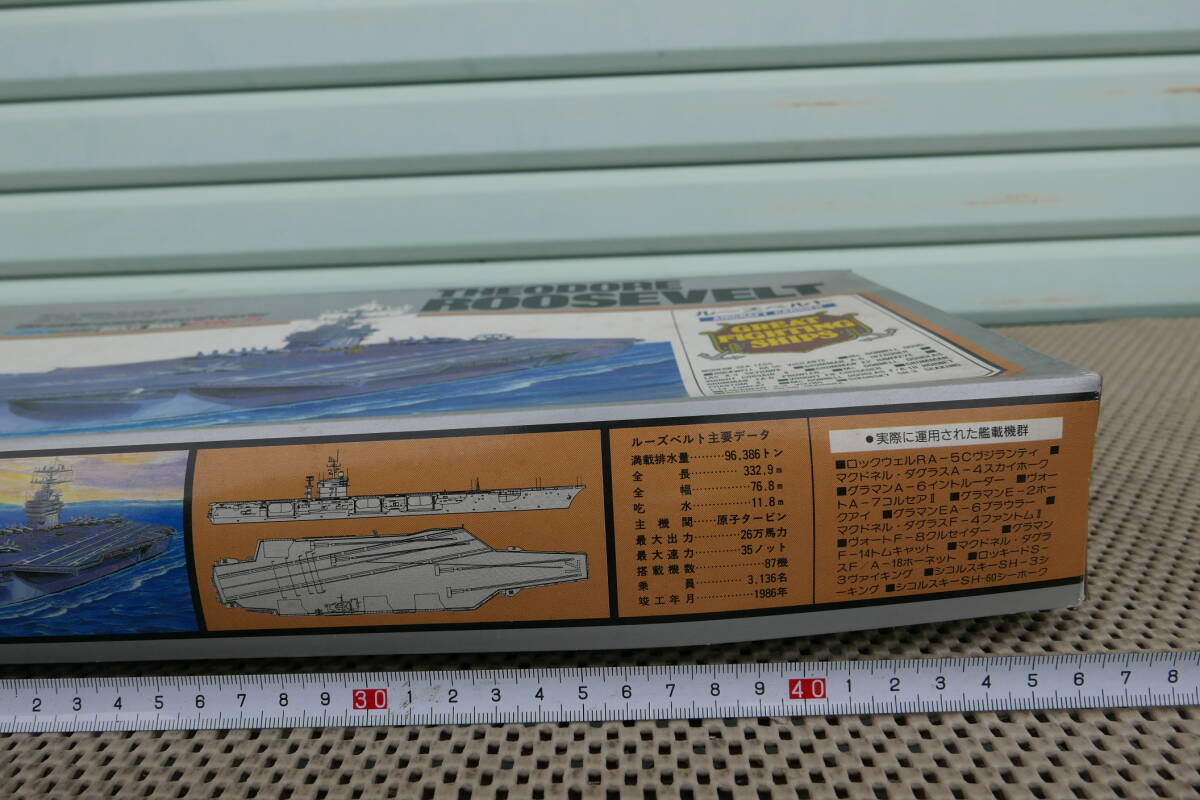 THEODORE
ROOSEVELT
ルーズベルト
AIRCRAFT CARRIER
GREAT
FIGHTING
SHIPS
ルーズベルト主要データ
満載排水量……96,386トン
全長……332.9m
全幅……76.8m
吃水……11.8m
主機関……原子タービン
最大出力……26万馬力
最大速力……35ノット
搭載機数……87機
乗員……3,136名
竣工年月……1986年
●実際に運用された艦載機群
■ロックウェルRA-5Cヴジランティ ■
マクドネル・ダグラスA-4スカイホーク
■グラマンA-6イントルーダー ■ヴォー
トA-7コルセアⅡ ■グラマンE-2ホー
クアイ ■グラマンEA-6プラウラー ■
マクドネル・ダグラスF-4ファントムⅡ
■ヴォートF-8クルセイダー ■グラマン
F-14トムキャット ■マクドネル・ダグラ
スF/A-18ホーネット ■ロッキードS-
3ヴァイキング ■シコルスキーSH-3シ
ーキング ■シコルスキーSH-60シーホーク
2 3 4 5 6 7 8 9 30 1 2 3 4 5 6 7 8 9 40 1 2 3 4 5 6 7 8